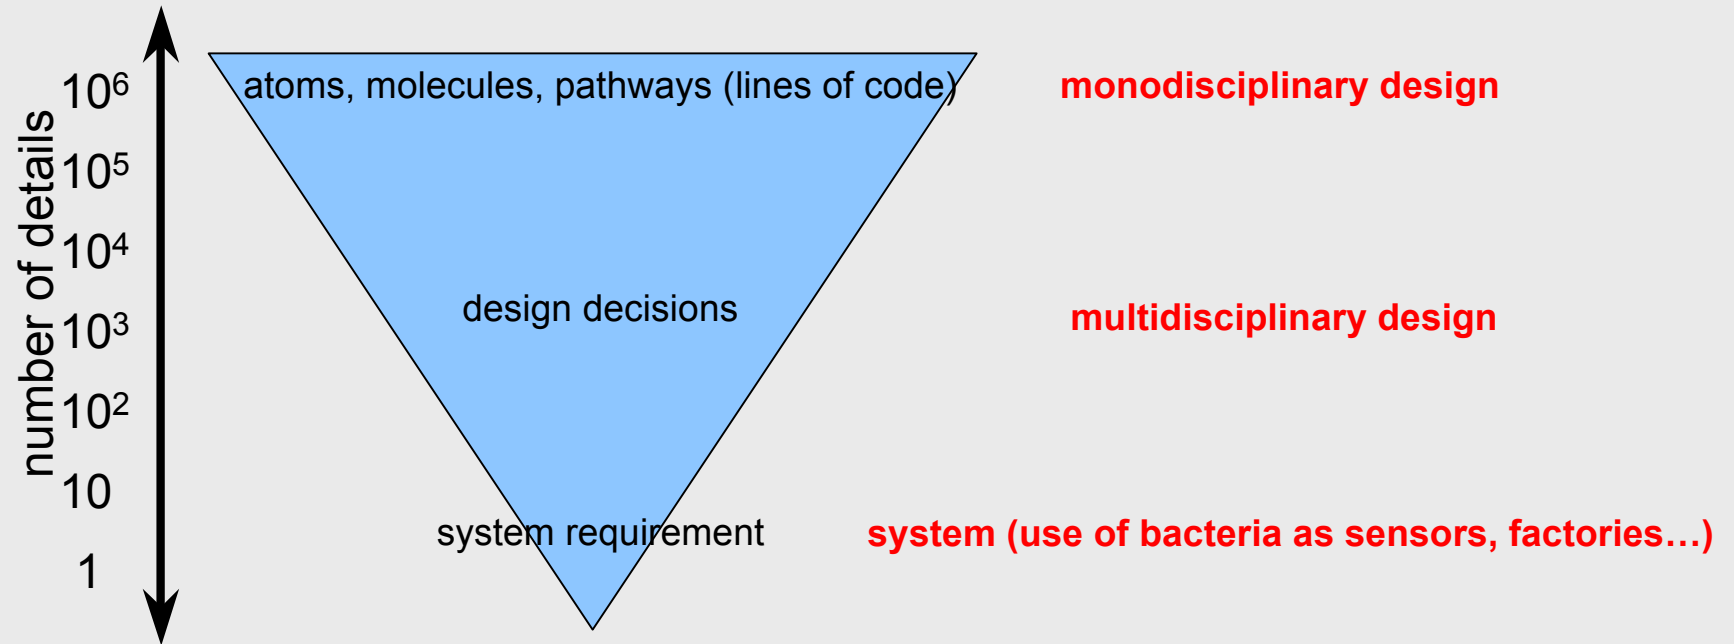 number of details
10⁶
atoms, molecules, pathways (lines of code)
monodisciplinary design
10⁵
10⁴
design decisions
multidisciplinary design
10³
10²
10
system requirement
system (use of bacteria as sensors, factories…)
1